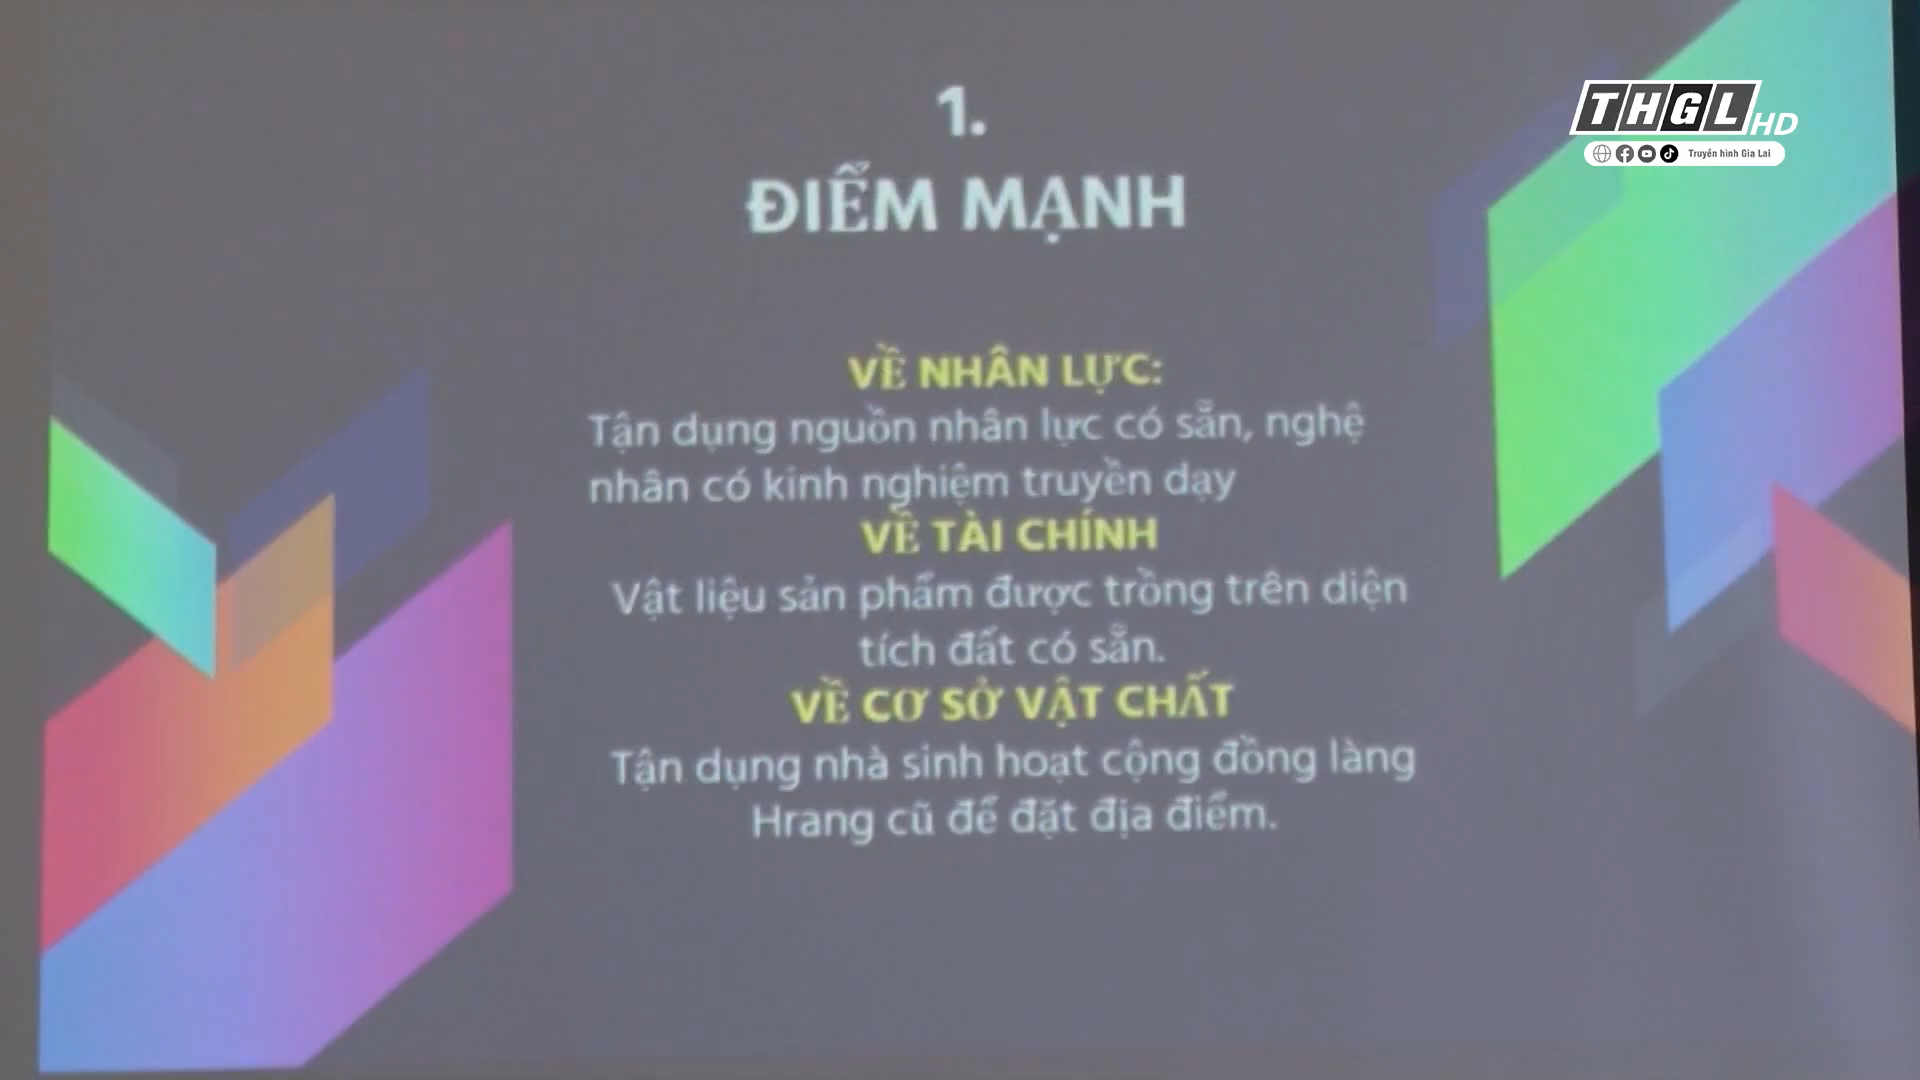 THGL HD
Truyền hình Gia Lai
1.
ĐIỂM MẠNH
VỀ NHÂN LỰC:
Tận dụng nguồn nhân lực có sẵn, nghệ
nhân có kinh nghiệm truyền dạy
VỀ TÀI CHÍNH
Vật liệu sản phẩm được trồng trên diện
tích đất có sẵn.
VỀ CƠ SỞ VẬT CHẤT
Tận dụng nhà sinh hoạt cộng đồng làng
Hrang cũ để đặt địa điểm.